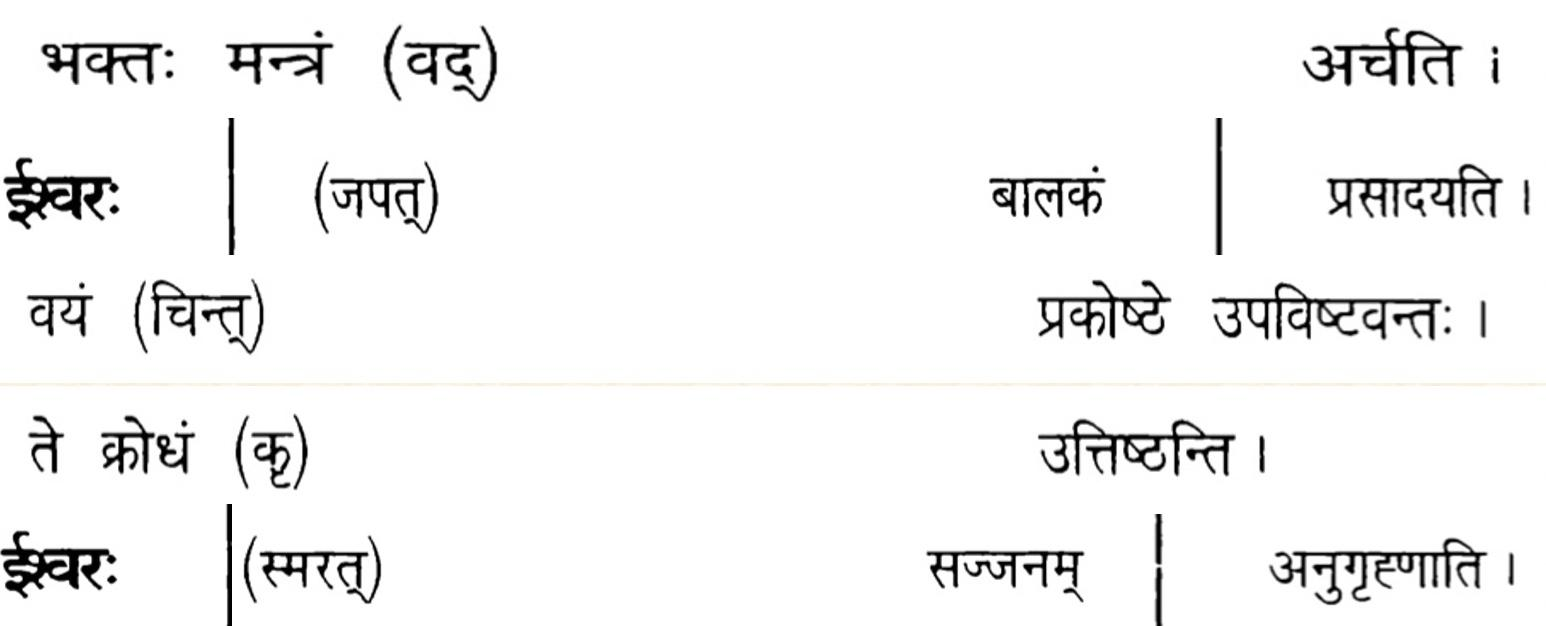 भक्तः मन्त्रं (वद्) अर्चति ।
ईश्वरः | (जपत्) बालकं | प्रसादयति ।
वयं (चिन्त्) प्रकोष्ठे उपविष्टवन्तः ।
ते क्रोधं (कृ) उत्तिष्ठन्ति ।
ईश्वरः | (स्मरत्) सज्जनम् | अनुगृह्णाति ।